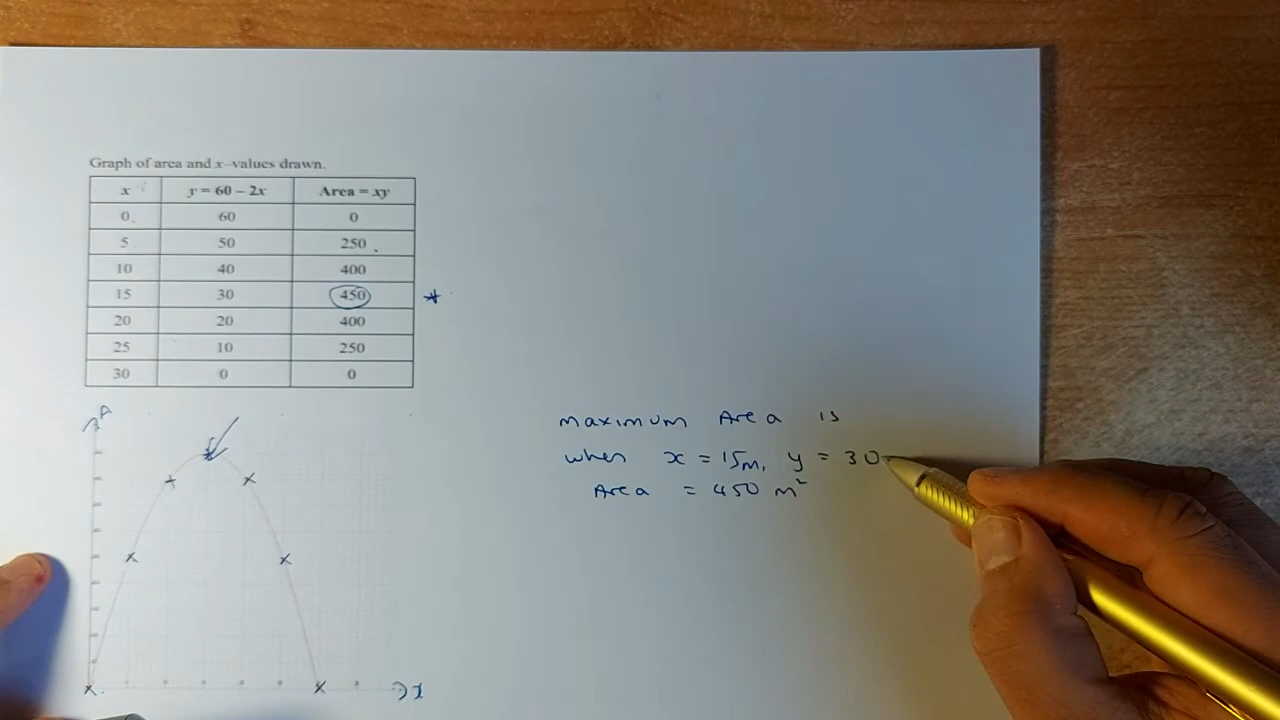 Graph of area and x-values drawn.
x y = 60 – 2x Area = xy
0 60 0
5 50 250
10 40 400
15 30 450 *
20 20 400
25 10 250
30 0 0
A
x
Maximum Area is
when x = 15m, y = 30
Area = 450 m²